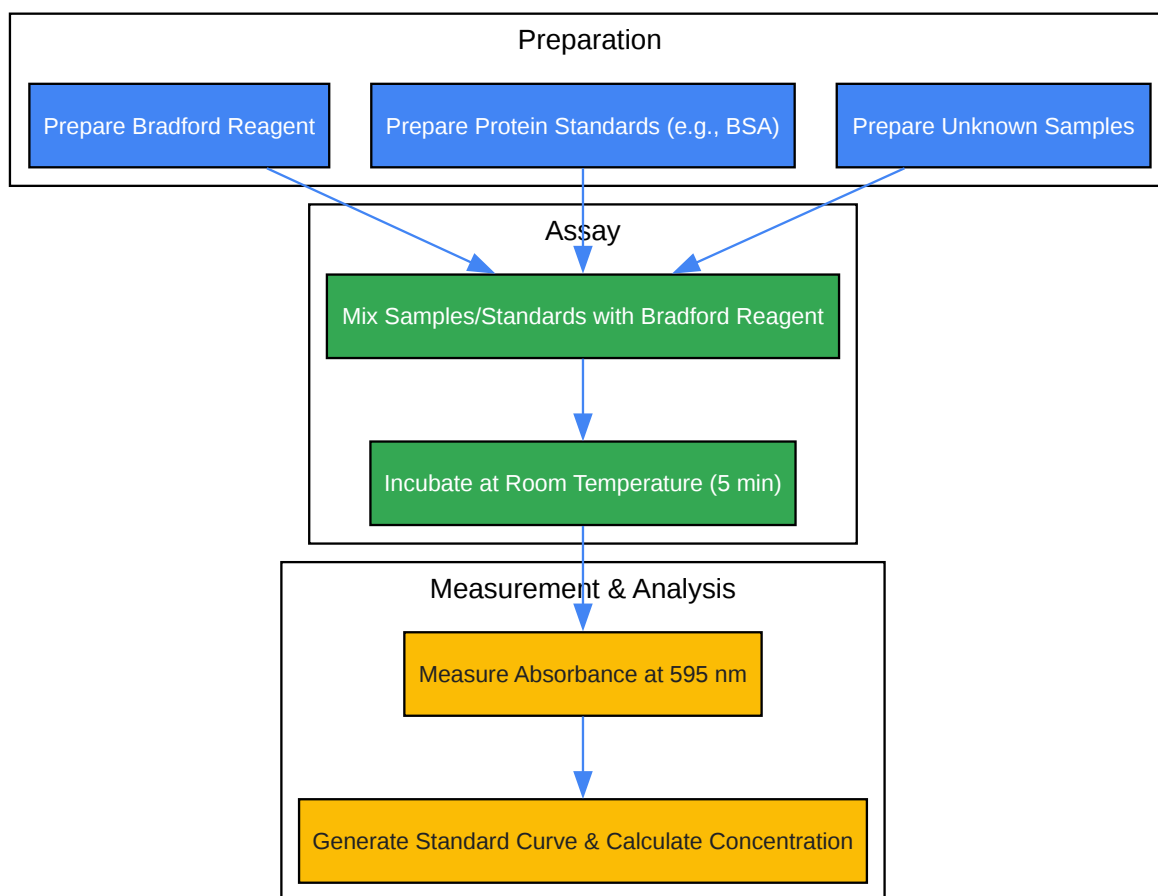 Preparation
Prepare Bradford Reagent
Prepare Protein Standards (e.g., BSA)
Prepare Unknown Samples
Assay
Mix Samples/Standards with Bradford Reagent
Incubate at Room Temperature (5 min)
Measurement & Analysis
Measure Absorbance at 595 nm
Generate Standard Curve & Calculate Concentration